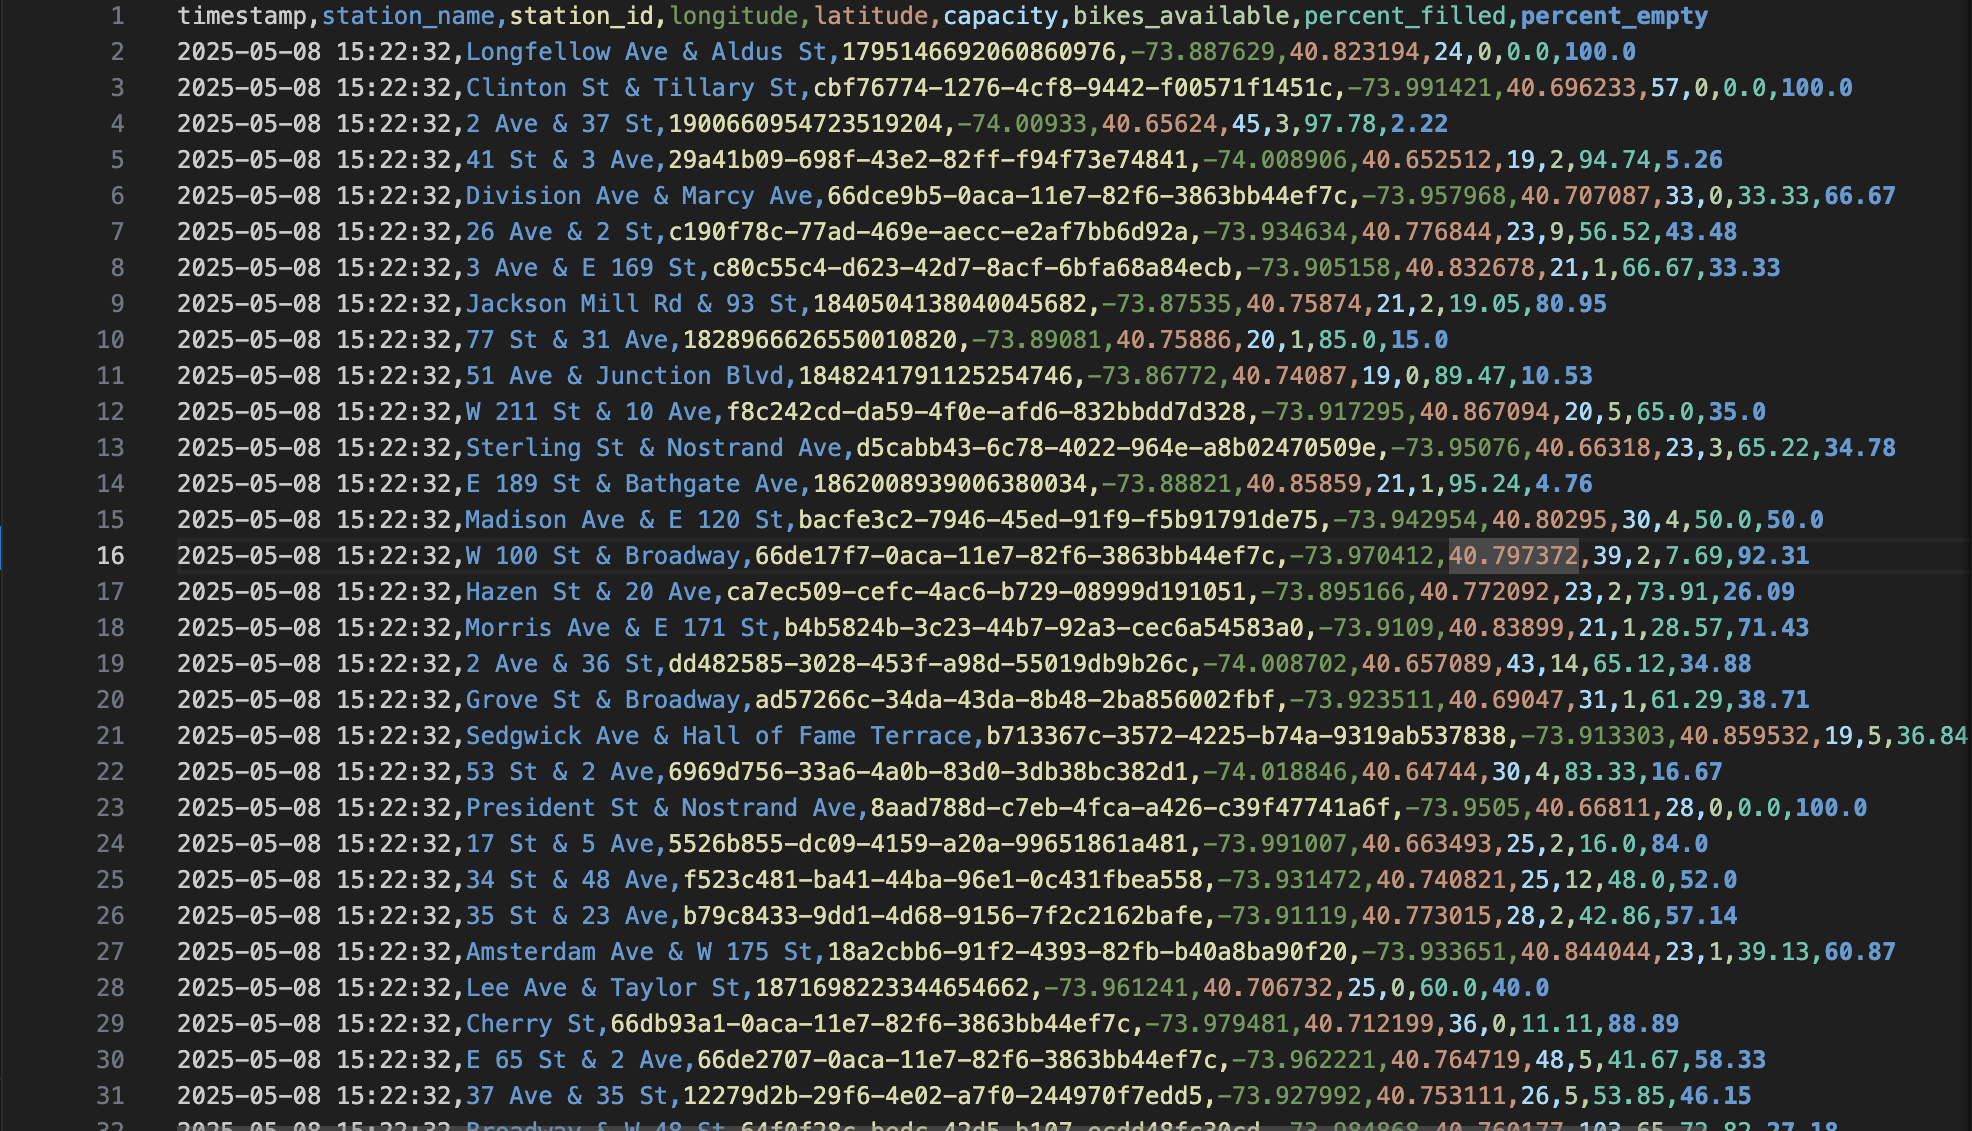 1 timestamp,station_name,station_id,longitude,latitude,capacity,bikes_available,percent_filled,percent_empty
2 2025-05-08 15:22:32,Longfellow Ave & Aldus St,1795146692060860976,-73.887629,40.823194,24,0,0.0,100.0
3 2025-05-08 15:22:32,Clinton St & Tillary St,cbf76774-1276-4cf8-9442-f00571f1451c,-73.991421,40.696233,57,0,0.0,100.0
4 2025-05-08 15:22:32,2 Ave & 37 St,1900660954723519204,-74.00933,40.65624,45,3,97.78,2.22
5 2025-05-08 15:22:32,41 St & 3 Ave,29a41b09-698f-43e2-82ff-f94f73e74841,-74.008906,40.652512,19,2,94.74,5.26
6 2025-05-08 15:22:32,Division Ave & Marcy Ave,66dce9b5-0aca-11e7-82f6-3863bb44ef7c,-73.957968,40.707087,33,0,33.33,66.67
7 2025-05-08 15:22:32,26 Ave & 2 St,c190f78c-77ad-469e-aecc-e2af7bb6d92a,-73.934634,40.776844,23,9,56.52,43.48
8 2025-05-08 15:22:32,3 Ave & E 169 St,c80c55c4-d623-42d7-8acf-6bfa68a84ecb,-73.905158,40.832678,21,1,66.67,33.33
9 2025-05-08 15:22:32,Jackson Mill Rd & 93 St,1840504138040045682,-73.87535,40.75874,21,2,19.05,80.95
10 2025-05-08 15:22:32,77 St & 31 Ave,1828966626550010820,-73.89081,40.75886,20,1,85.0,15.0
11 2025-05-08 15:22:32,51 Ave & Junction Blvd,1848241791125254746,-73.86772,40.74087,19,0,89.47,10.53
12 2025-05-08 15:22:32,W 211 St & 10 Ave,f8c242cd-da59-4f0e-afd6-832bbdd7d328,-73.917295,40.867094,20,5,65.0,35.0
13 2025-05-08 15:22:32,Sterling St & Nostrand Ave,d5cabb43-6c78-4022-964e-a8b02470509e,-73.95076,40.66318,23,3,65.22,34.78
14 2025-05-08 15:22:32,E 189 St & Bathgate Ave,1862008939006380034,-73.88821,40.85859,21,1,95.24,4.76
15 2025-05-08 15:22:32,Madison Ave & E 120 St,bacfe3c2-7946-45ed-91f9-f5b91791de75,-73.942954,40.80295,30,4,50.0,50.0
16 2025-05-08 15:22:32,W 100 St & Broadway,66de17f7-0aca-11e7-82f6-3863bb44ef7c,-73.970412,40.797372,39,2,7.69,92.31
17 2025-05-08 15:22:32,Hazen St & 20 Ave,ca7ec509-cefc-4ac6-b729-08999d191051,-73.895166,40.772092,23,2,73.91,26.09
18 2025-05-08 15:22:32,Morris Ave & E 171 St,b4b5824b-3c23-44b7-92a3-cec6a54583a0,-73.9109,40.83899,21,1,28.57,71.43
19 2025-05-08 15:22:32,2 Ave & 36 St,dd482585-3028-453f-a98d-55019db9b26c,-74.008702,40.657089,43,14,65.12,34.88
20 2025-05-08 15:22:32,Grove St & Broadway,ad57266c-34da-43da-8b48-2ba856002fbf,-73.923511,40.69047,31,1,61.29,38.71
21 2025-05-08 15:22:32,Sedgwick Ave & Hall of Fame Terrace,b713367c-3572-4225-b74a-9319ab537838,-73.913303,40.859532,19,5,36.84
22 2025-05-08 15:22:32,53 St & 2 Ave,6969d756-33a6-4a0b-83d0-3db38bc382d1,-74.018846,40.64744,30,4,83.33,16.67
23 2025-05-08 15:22:32,President St & Nostrand Ave,8aad788d-c7eb-4fca-a426-c39f47741a6f,-73.9505,40.66811,28,0,0.0,100.0
24 2025-05-08 15:22:32,17 St & 5 Ave,5526b855-dc09-4159-a20a-99651861a481,-73.991007,40.663493,25,2,16.0,84.0
25 2025-05-08 15:22:32,34 St & 48 Ave,f523c481-ba41-44ba-96e1-0c431fbea558,-73.931472,40.740821,25,12,48.0,52.0
26 2025-05-08 15:22:32,35 St & 23 Ave,b79c8433-9dd1-4d68-9156-7f2c2162bafe,-73.91119,40.773015,28,2,42.86,57.14
27 2025-05-08 15:22:32,Amsterdam Ave & W 175 St,18a2cbb6-91f2-4393-82fb-b40a8ba90f20,-73.933651,40.844044,23,1,39.13,60.87
28 2025-05-08 15:22:32,Lee Ave & Taylor St,1871698223344654662,-73.961241,40.706732,25,0,60.0,40.0
29 2025-05-08 15:22:32,Cherry St,66db93a1-0aca-11e7-82f6-3863bb44ef7c,-73.979481,40.712199,36,0,11.11,88.89
30 2025-05-08 15:22:32,E 65 St & 2 Ave,66de2707-0aca-11e7-82f6-3863bb44ef7c,-73.962221,40.764719,48,5,41.67,58.33
31 2025-05-08 15:22:32,37 Ave & 35 St,12279d2b-29f6-4e02-a7f0-244970f7edd5,-73.927992,40.753111,26,5,53.85,46.15
32 2025-05-08 15:22:32,Broadway & W 48 St